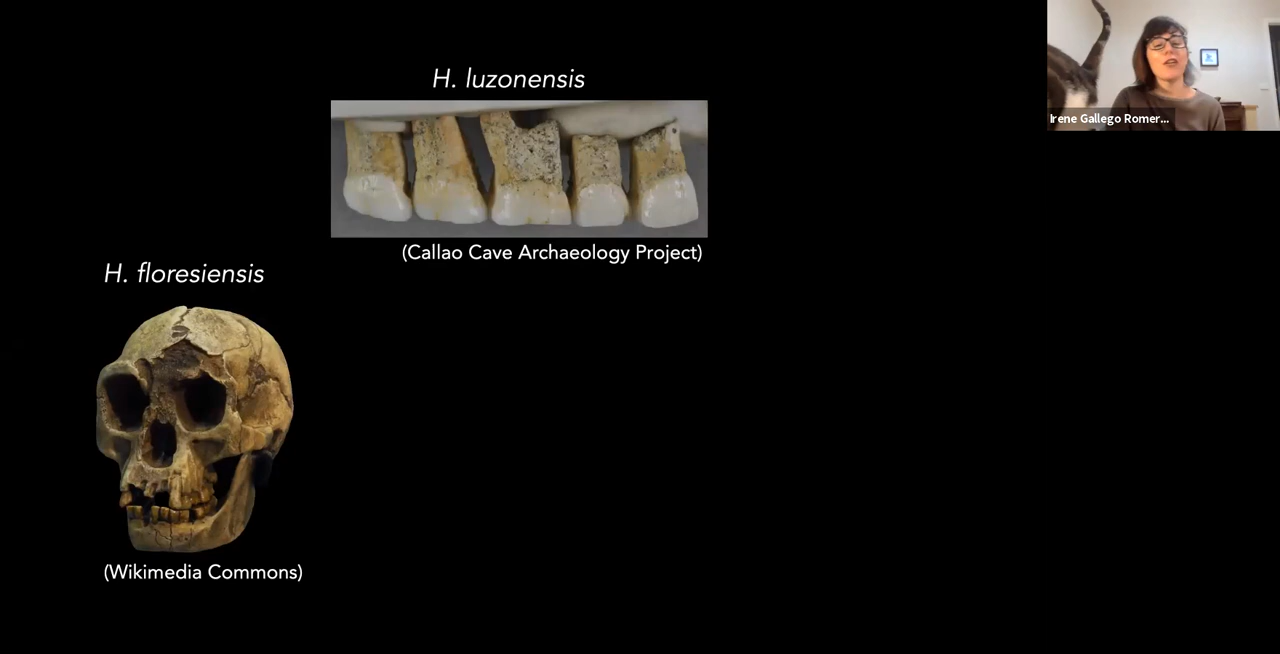 H. luzonensis
Irene Gallego Romer...
(Callao Cave Archaeology Project)
H. floresiensis
(Wikimedia Commons)